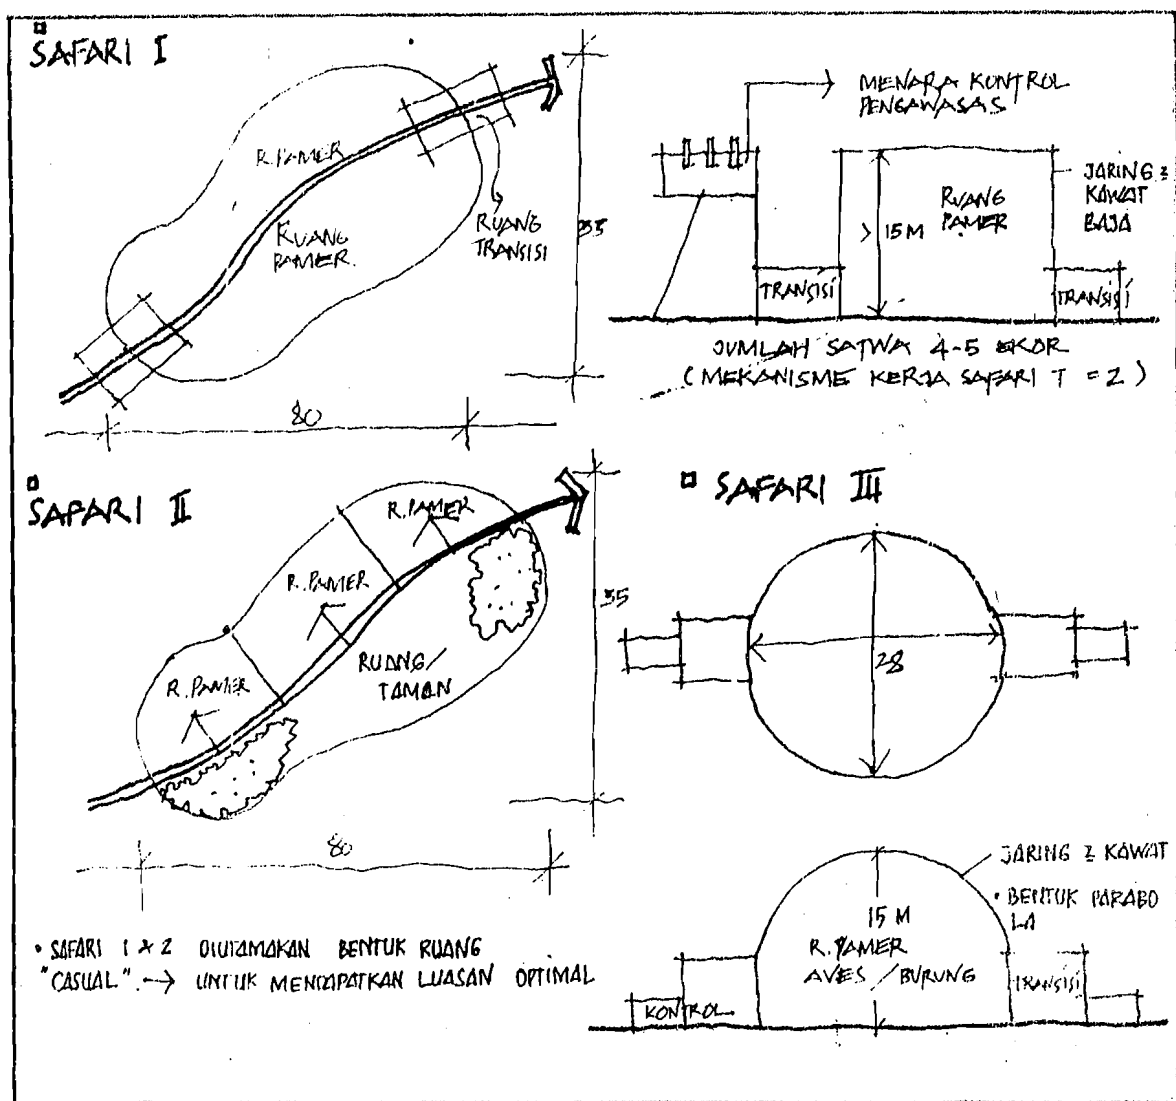 SAFARI I
R. PAMER
RUANG
PAMER.
RUANG
TRANSISI
35
80
MENARA KONTROL
PENGAWASAS
RUANG
PAMER
> 15 M
JARING 2
KAWAT
BAJA
TRANSISI
TRANSISI
JUMLAH SATWA 4-5 EKOR
(MEKANISME KERJA SAFARI I = 2)
SAFARI II
R. PAMER
R. PAMER
R. PAMER
RUANG/
TAMAN
35
80
• SAFARI 1 & 2 DIUTAMAKAN BENTUK RUANG
"CASUAL" → UNTUK MENDAPATKAN LUASAN OPTIMAL
SAFARI III
28
JARING 2 KAWAT
• BENTUK PARABO
LA
15 M
R. PAMER
AVES / BURUNG
TRANSISI
KONTROL